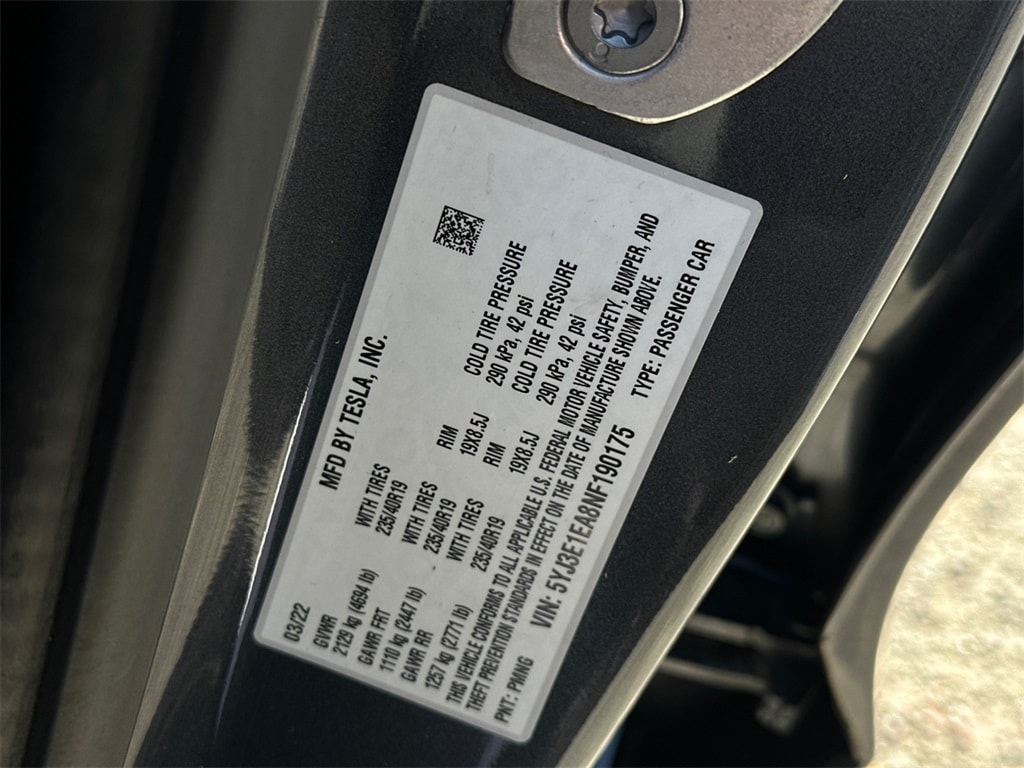 MFD BY TESLA, INC.
03/22
GVWR WITH TIRES
2129 kg (4694 lb) 235/40R19
GAWR FRT WITH TIRES RIM COLD TIRE PRESSURE
1110 kg (2447 lb) 235/40R19 19X8.5J 290 kPa, 42 psi
GAWR RR WITH TIRES RIM COLD TIRE PRESSURE
1257 kg (2771 lb) 235/40R19 19X8.5J 290 kPa, 42 psi
THIS VEHICLE CONFORMS TO ALL APPLICABLE U.S. FEDERAL MOTOR VEHICLE SAFETY, BUMPER, AND
THEFT PREVENTION STANDARDS IN EFFECT ON THE DATE OF MANUFACTURE SHOWN ABOVE.
PNT: PMNG VIN: 5YJ3E1EA8NF190175 TYPE: PASSENGER CAR